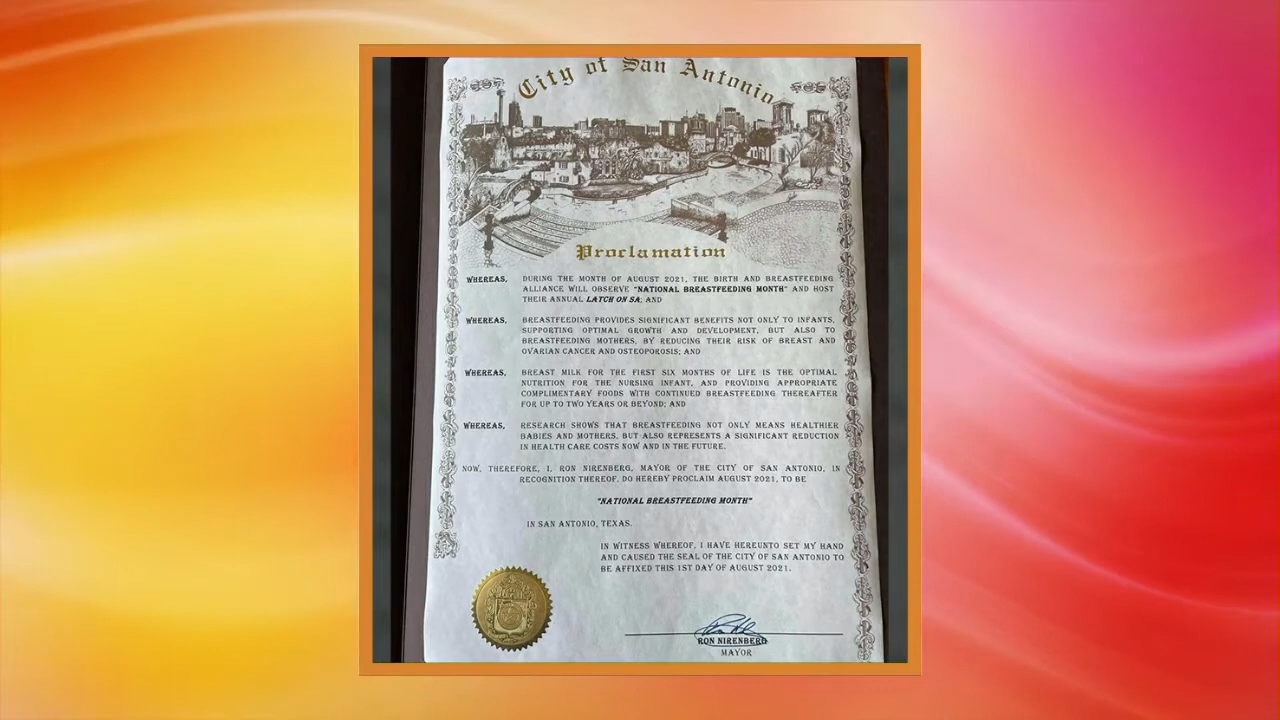 City of San Antonio
Proclamation
WHEREAS, DURING THE MONTH OF AUGUST 2021, THE BIRTH AND BREASTFEEDING
ALLIANCE WILL OBSERVE "NATIONAL BREASTFEEDING MONTH" AND HOST
THEIR ANNUAL LATCH ON SA; AND
WHEREAS, BREASTFEEDING PROVIDES SIGNIFICANT BENEFITS NOT ONLY TO INFANTS,
SUPPORTING OPTIMAL GROWTH AND DEVELOPMENT, BUT ALSO TO
BREASTFEEDING MOTHERS, BY REDUCING THEIR RISK OF BREAST AND
OVARIAN CANCER AND OSTEOPOROSIS; AND
WHEREAS, BREAST MILK FOR THE FIRST SIX MONTHS OF LIFE IS THE OPTIMAL
NUTRITION FOR THE NURSING INFANT, AND PROVIDING APPROPRIATE
COMPLIMENTARY FOODS WITH CONTINUED BREASTFEEDING THEREAFTER
FOR UP TO TWO YEARS OR BEYOND; AND
WHEREAS, RESEARCH SHOWS THAT BREASTFEEDING NOT ONLY MEANS HEALTHIER
BABIES AND MOTHERS, BUT ALSO REPRESENTS A SIGNIFICANT REDUCTION
IN HEALTH CARE COSTS NOW AND IN THE FUTURE.
NOW, THEREFORE, I, RON NIRENBERG, MAYOR OF THE CITY OF SAN ANTONIO, IN
RECOGNITION THEREOF, DO HEREBY PROCLAIM AUGUST 2021, TO BE
"NATIONAL BREASTFEEDING MONTH"
IN SAN ANTONIO, TEXAS.
IN WITNESS WHEREOF, I HAVE HEREUNTO SET MY HAND
AND CAUSED THE SEAL OF THE CITY OF SAN ANTONIO TO
BE AFFIXED THIS 1ST DAY OF AUGUST 2021.
RON NIRENBERG
MAYOR